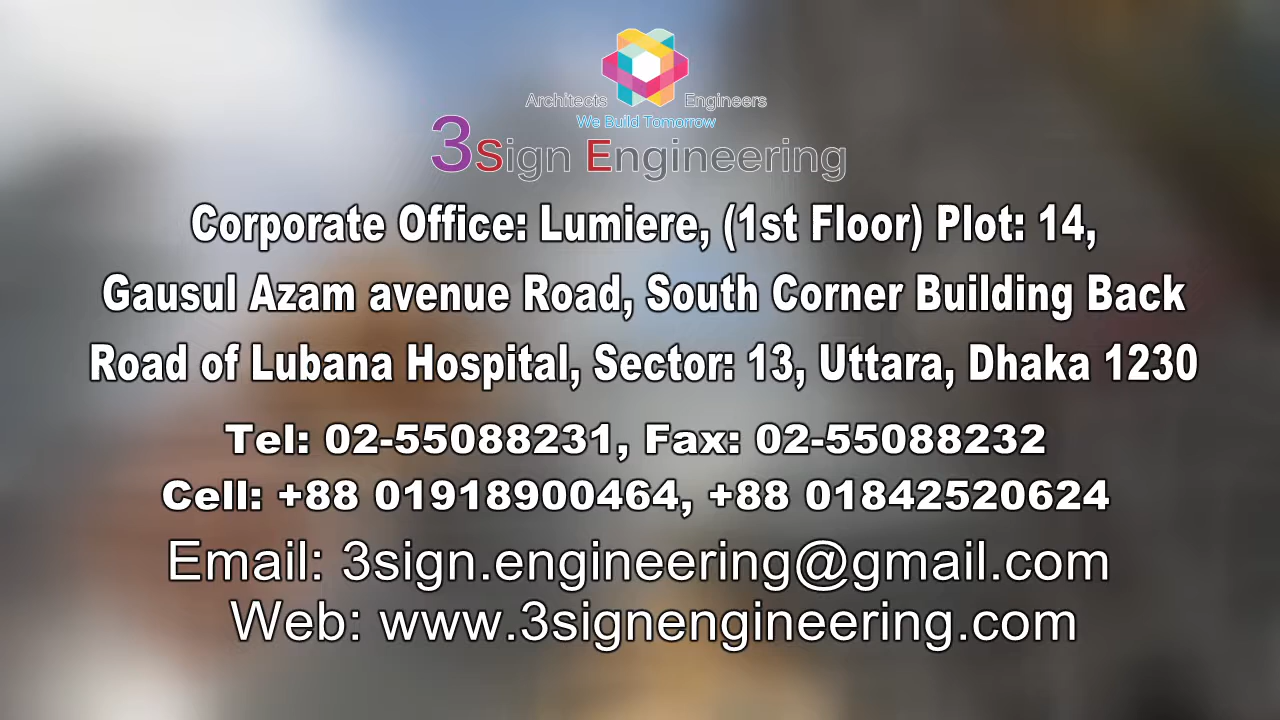 Architects Engineers
We Build Tomorrow
3Sign Engineering
Corporate Office: Lumiere, (1st Floor) Plot: 14,
Gausul Azam avenue Road, South Corner Building Back
Road of Lubana Hospital, Sector: 13, Uttara, Dhaka 1230
Tel: 02-55088231, Fax: 02-55088232
Cell: +88 01918900464, +88 01842520624
Email: 3sign.engineering@gmail.com
Web: www.3signengineering.com